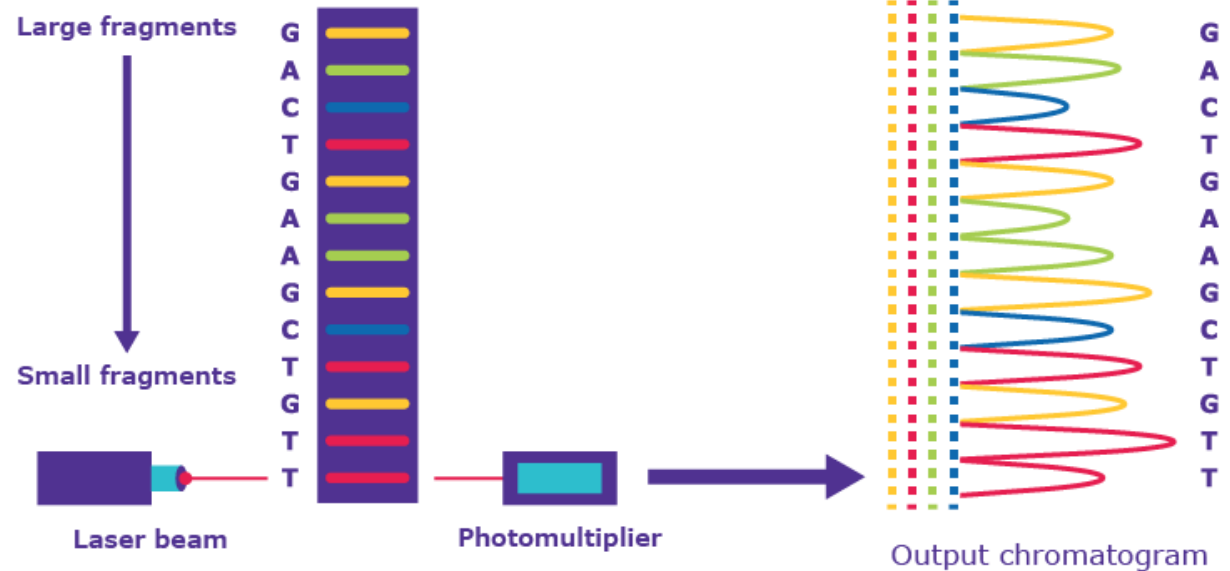 Large fragments
Small fragments
G
A
C
T
G
A
A
G
C
T
G
T
T
Laser beam
Photomultiplier
G
A
C
T
G
A
A
G
C
T
G
T
T
Output chromatogram